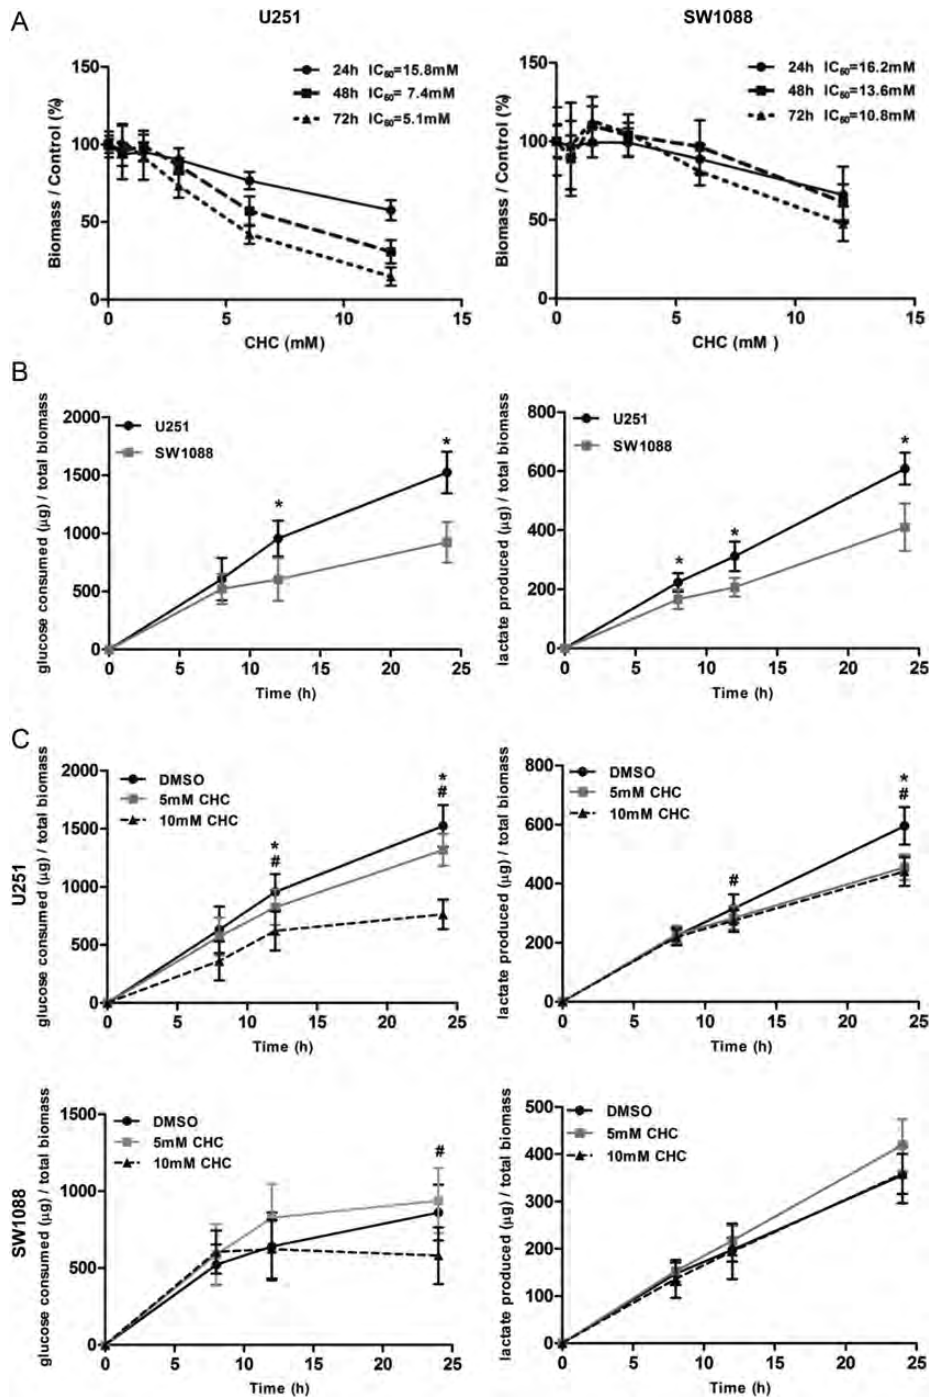 A
U251
SW1088
150
100
50
0
Biomass / Control (%)
24h IC50=15.8mM
48h IC50= 7.4mM
72h IC50=5.1mM
0 5 10 15
CHC (mM)
150
100
50
0
Biomass / Control (%)
24h IC50=16.2mM
48h IC50=13.6mM
72h IC50=10.8mM
0 5 10 15
CHC (mM )
B
2000
1500
1000
500
0
glucose consumed (µg) / total biomass
U251
SW1088
*
*
0 5 10 15 20 25
Time (h)
800
600
400
200
0
lactate produced (µg) / total biomass
U251
SW1088
*
*
*
0 5 10 15 20 25
Time (h)
C
U251
2000
1500
1000
500
0
glucose consumed (µg) / total biomass
DMSO
5mM CHC
10mM CHC
*
#
*
#
0 5 10 15 20 25
Time (h)
800
600
400
200
0
lactate produced (µg) / total biomass
DMSO
5mM CHC
10mM CHC
#
*
#
0 5 10 15 20 25
Time (h)
SW1088
1500
1000
500
0
glucose consumed (µg) / total biomass
DMSO
5mM CHC
10mM CHC
#
0 5 10 15 20 25
Time (h)
500
400
300
200
100
0
lactate produced (µg) / total biomass
DMSO
5mM CHC
10mM CHC
0 5 10 15 20 25
Time (h)